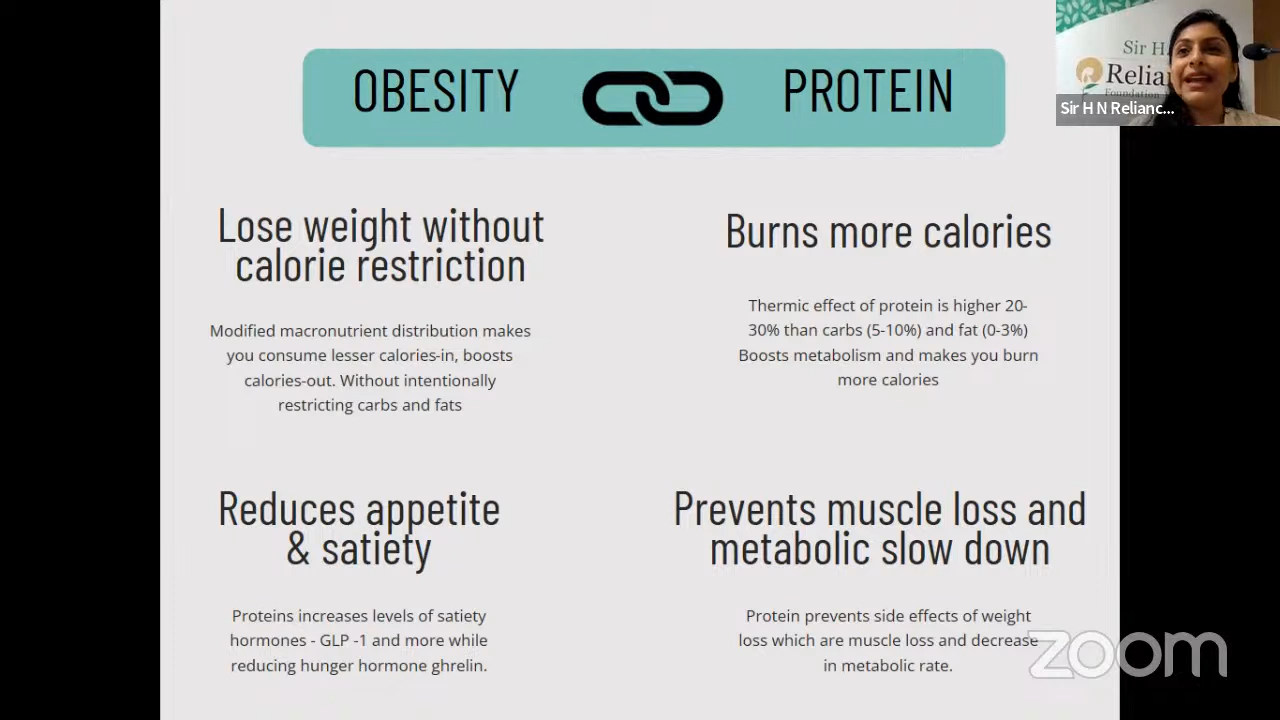 OBESITY PROTEIN
Sir H.
Relia
Foundation
Sir H N Relianc...
Lose weight without
calorie restriction
Modified macronutrient distribution makes
you consume lesser calories-in, boosts
calories-out. Without intentionally
restricting carbs and fats
Burns more calories
Thermic effect of protein is higher 20-
30% than carbs (5-10%) and fat (0-3%)
Boosts metabolism and makes you burn
more calories
Reduces appetite
& satiety
Proteins increases levels of satiety
hormones - GLP -1 and more while
reducing hunger hormone ghrelin.
Prevents muscle loss and
metabolic slow down
Protein prevents side effects of weight
loss which are muscle loss and decrease
in metabolic rate.
zoom